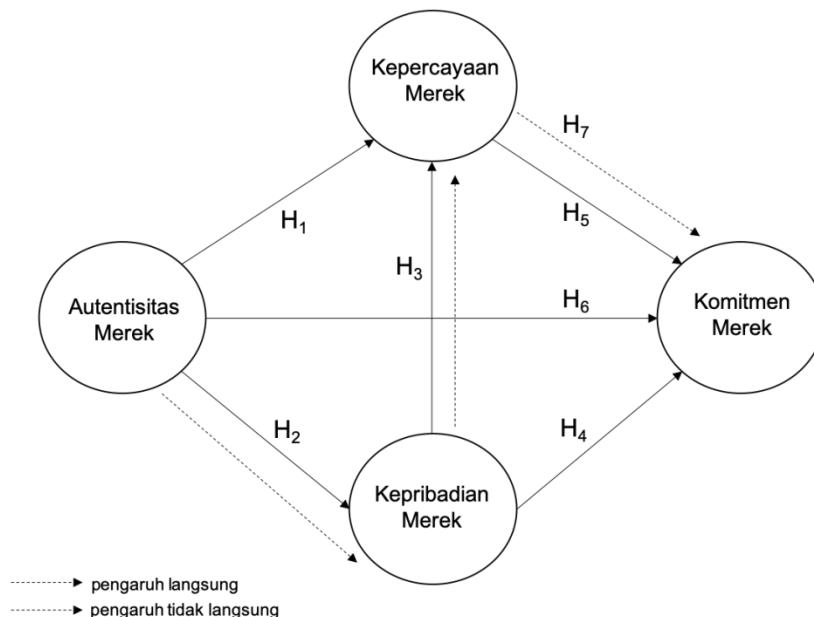 Kepercayaan
Merek
H₇
H₁
H₅
H₃
Autentisitas
Merek
H₆
Komitmen
Merek
H₂
H₄
Kepribadian
Merek
pengaruh langsung
pengaruh tidak langsung